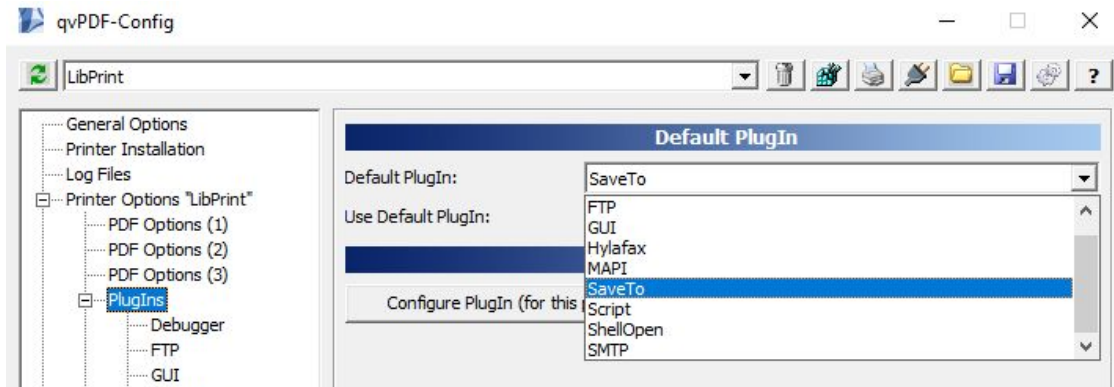 qvPDF-Config
LibPrint
?
General Options
Printer Installation
Log Files
Printer Options "LibPrint"
PDF Options (1)
PDF Options (2)
PDF Options (3)
PlugIns
Debugger
FTP
GUI
Default PlugIn
Default PlugIn:
SaveTo
Use Default PlugIn:
FTP
GUI
Hylafax
MAPI
SaveTo
Script
ShellOpen
SMTP
Configure PlugIn (for this